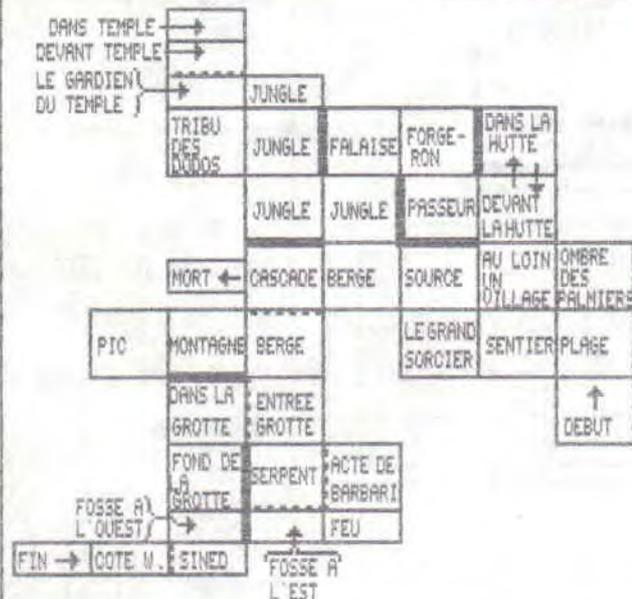 DANS TEMPLE
DEVANT TEMPLE
LE GARDIEN
DU TEMPLE
JUNGLE
TRIBU
DES
DODOS
JUNGLE
FALAISE
FORGE-
RON
DANS LA
HUTTE
JUNGLE
JUNGLE
PASSEUR
DEVANT
LA HUTTE
MORT
CASCADE
BERGE
SOURCE
AU LOIN
UN
VILLAGE
OMBRE
DES
PALMIERS
PIC
MONTAGNE
BERGE
LE GRAND
SORCIER
SENTIER
PLAGE
DANS LA
GROTTE
ENTREE
GROTTE
DEBUT
FOND DE
LA
GROTTE
SERPENT
ACTE DE
BARBARI
FOSSE A
L'OUEST
FEU
FIN
COTE W.
SINED
FOSSE A
L'EST